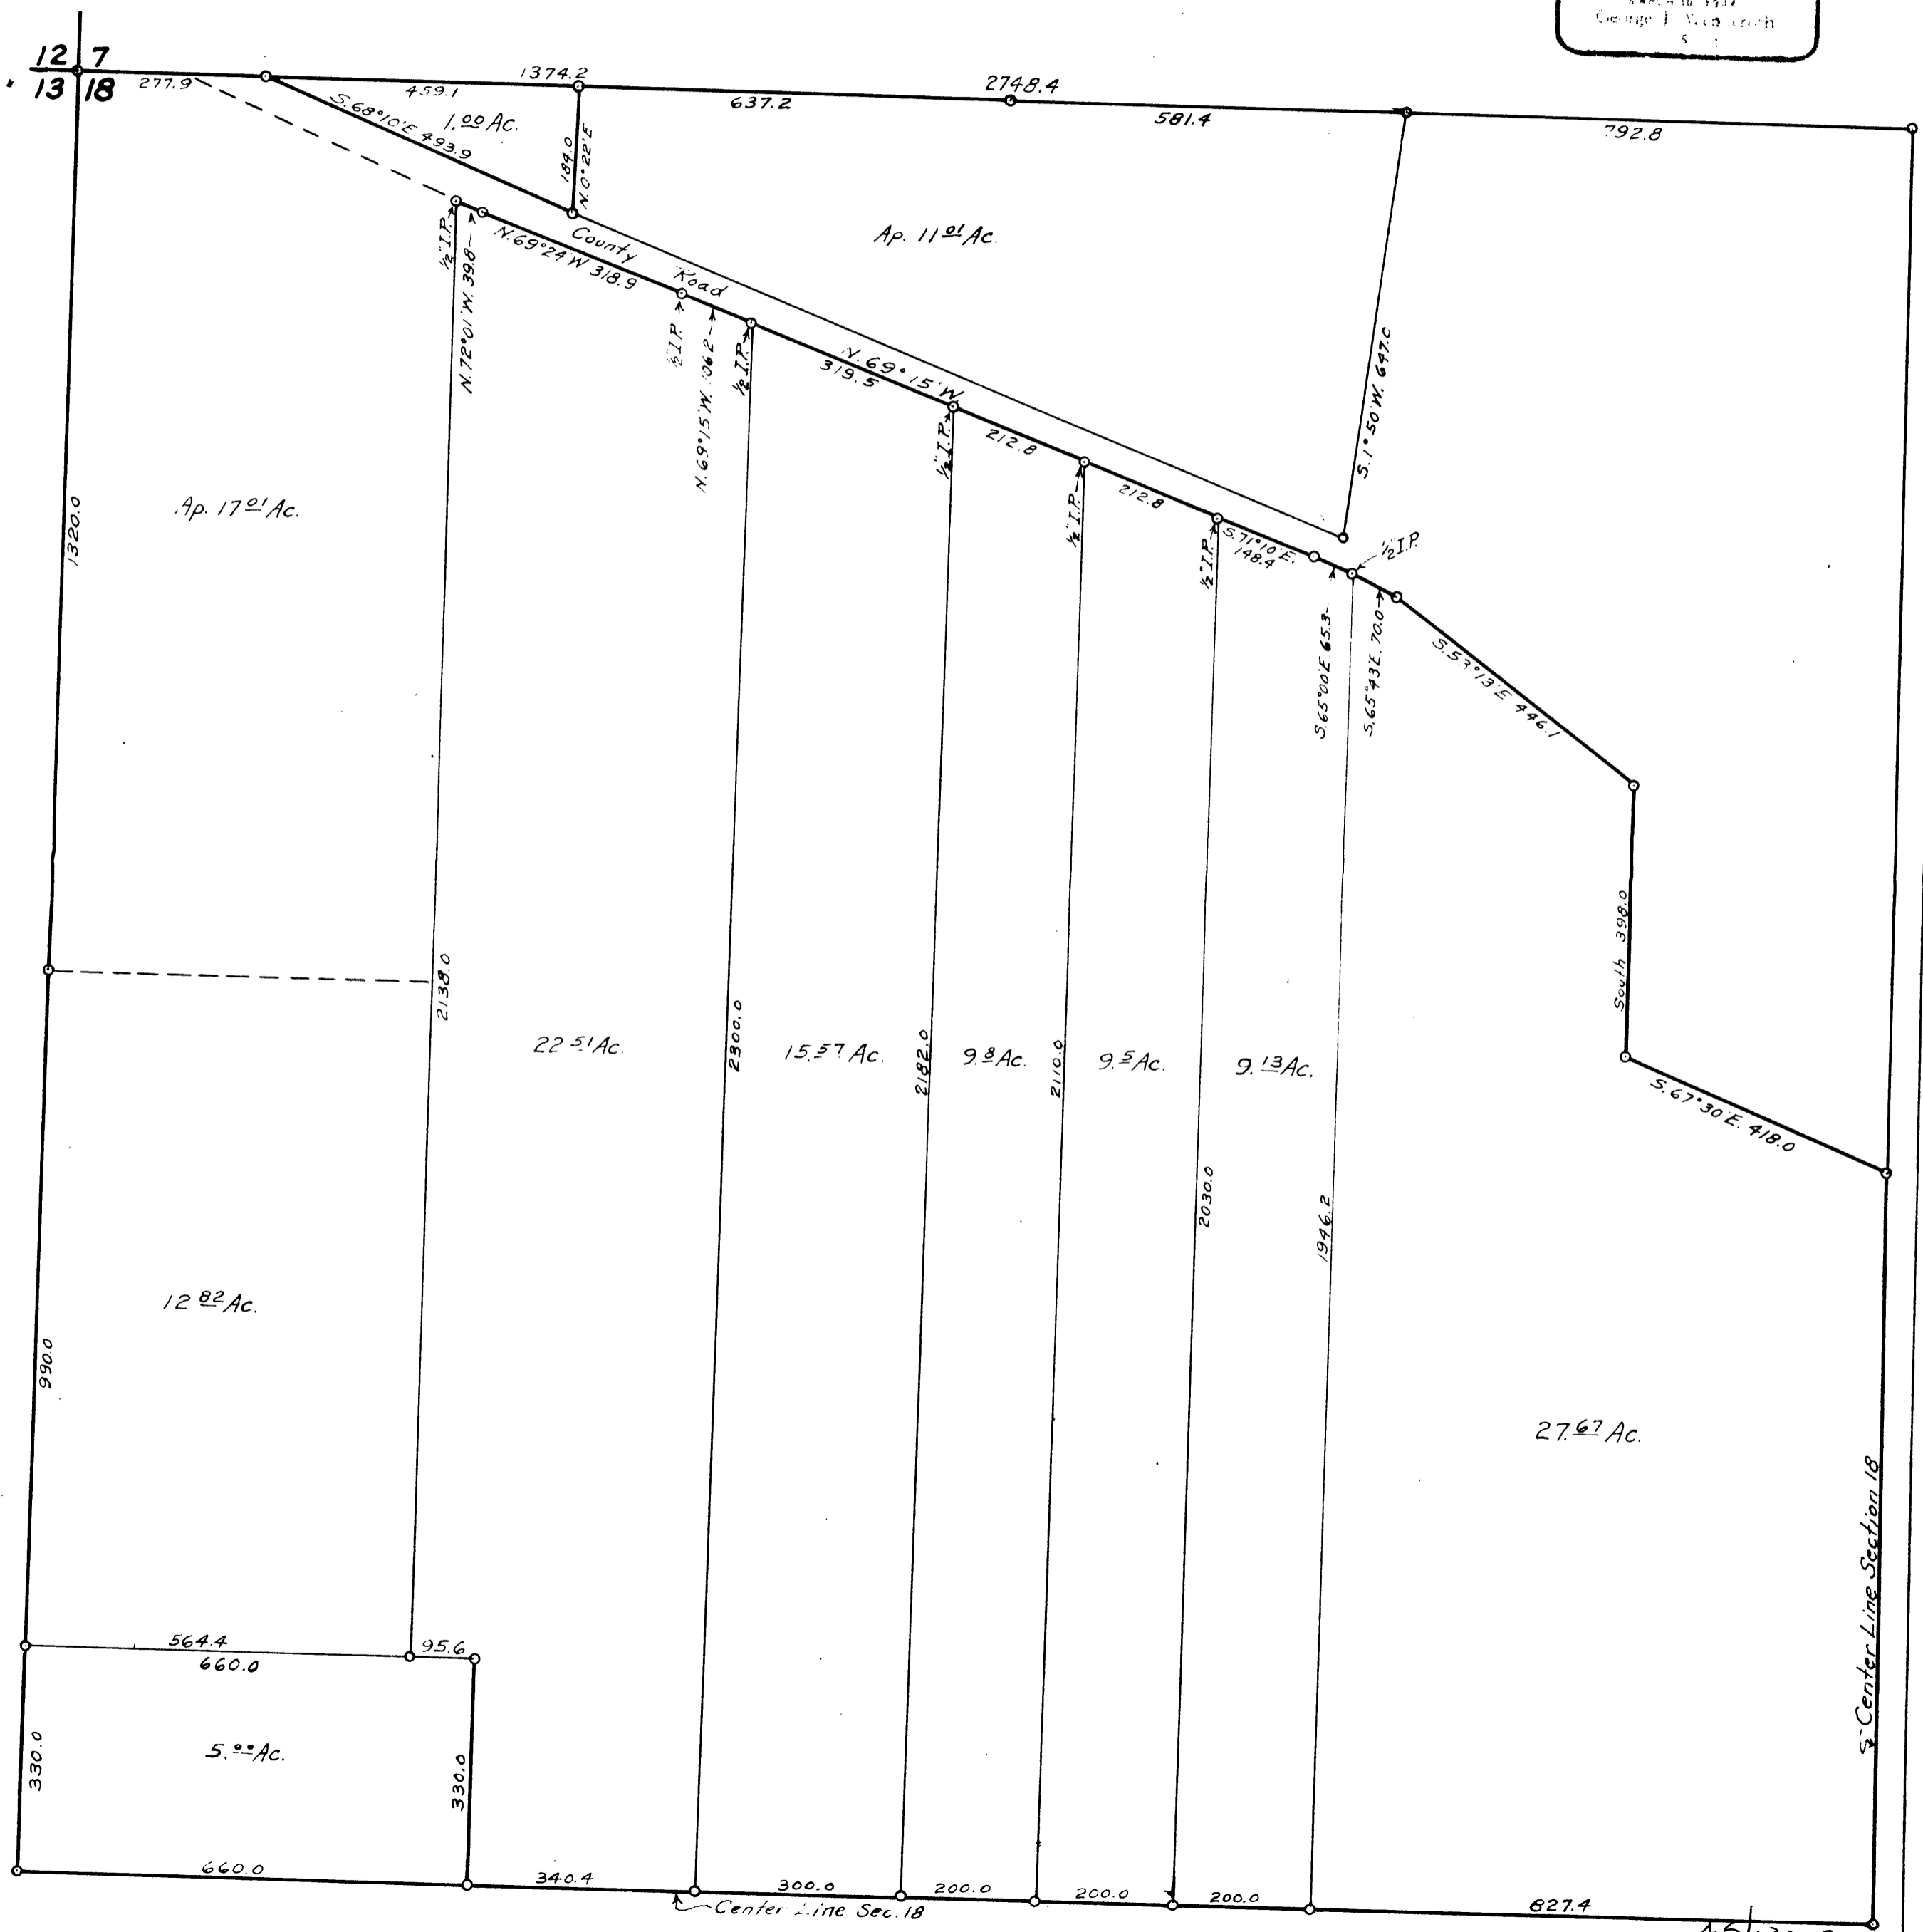 George J.
12 7
13 18
277.9
459.1
1374.2
637.2
2748.4
581.4
792.8
S.68°10'E. 493.9
1.00 Ac.
184.0
N.0°22'E
Ap. 11 01 Ac.
County Road
½" I.P.
N.72°01'W. 39.8
N.69°24'W 318.9
½" I.P.
N.69°15'W. 106.2
½" I.P.
N.69°15'W
319.5
½" I.P.
212.8
½" I.P.
212.8
½" I.P.
S.71°10'E.
148.4
½" I.P.
S.1°50'W. 647.0
S.65°00'E. 65.3
S.65°43'E. 70.0
S.53°13'E 446.1
South 398.0
S.67°30'E. 418.0
1320.0
Ap. 17 01 Ac.
2138.0
22 51 Ac.
2300.0
15.57 Ac.
2182.0
9.8 Ac.
2110.0
9.5 Ac.
2030.0
9.13 Ac.
1946.2
12 82 Ac.
990.0
27.67 Ac.
Center Line Section 18
564.4
95.6
660.0
330.0
5.00 Ac.
330.0
660.0
340.4
300.0
200.0
200.0
200.0
827.4
Center Line Sec. 18